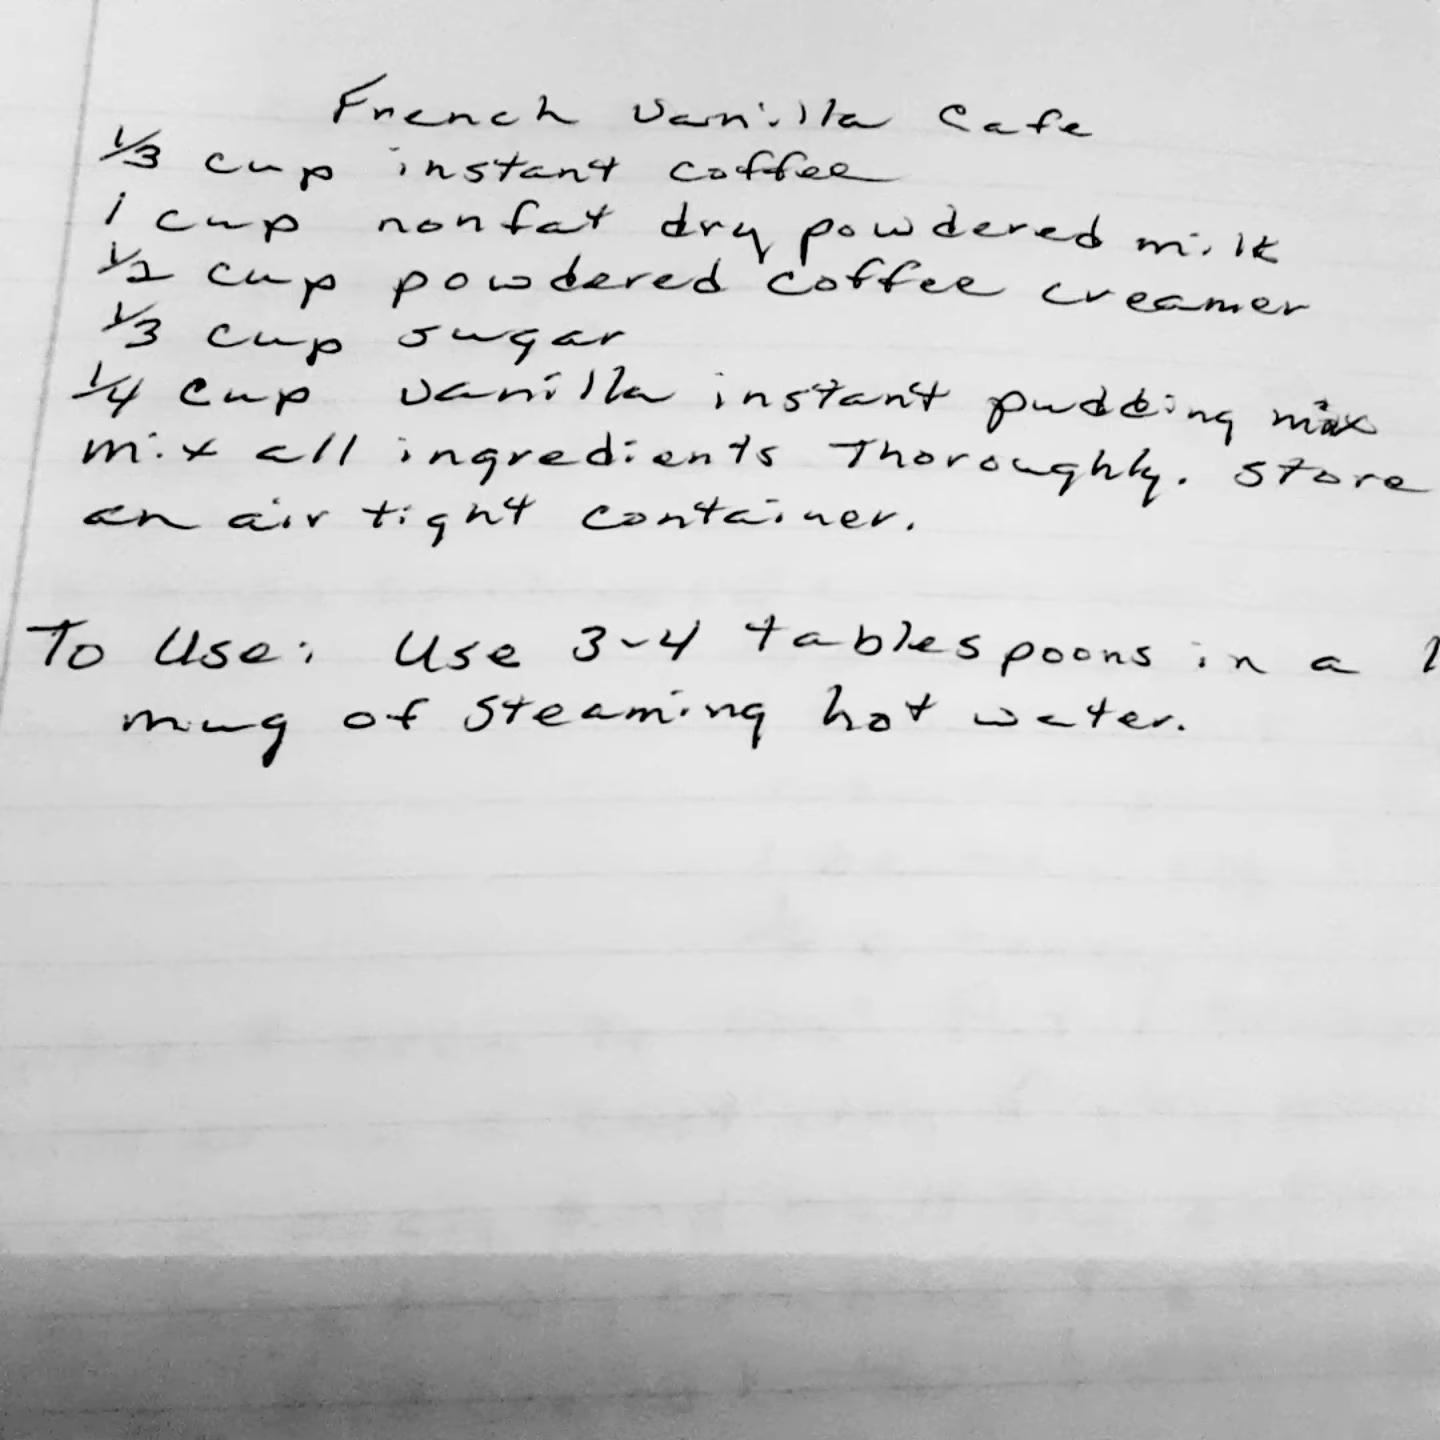 French Vanilla Cafe
1/3 cup instant coffee
1 cup nonfat dry powdered milk
1/2 cup powdered coffee creamer
1/3 cup sugar
1/4 cup vanilla instant pudding mix
mix all ingredients Thoroughly. Store
an air tight container.
To Use: Use 3-4 tablespoons in a
mug of steaming hot water.